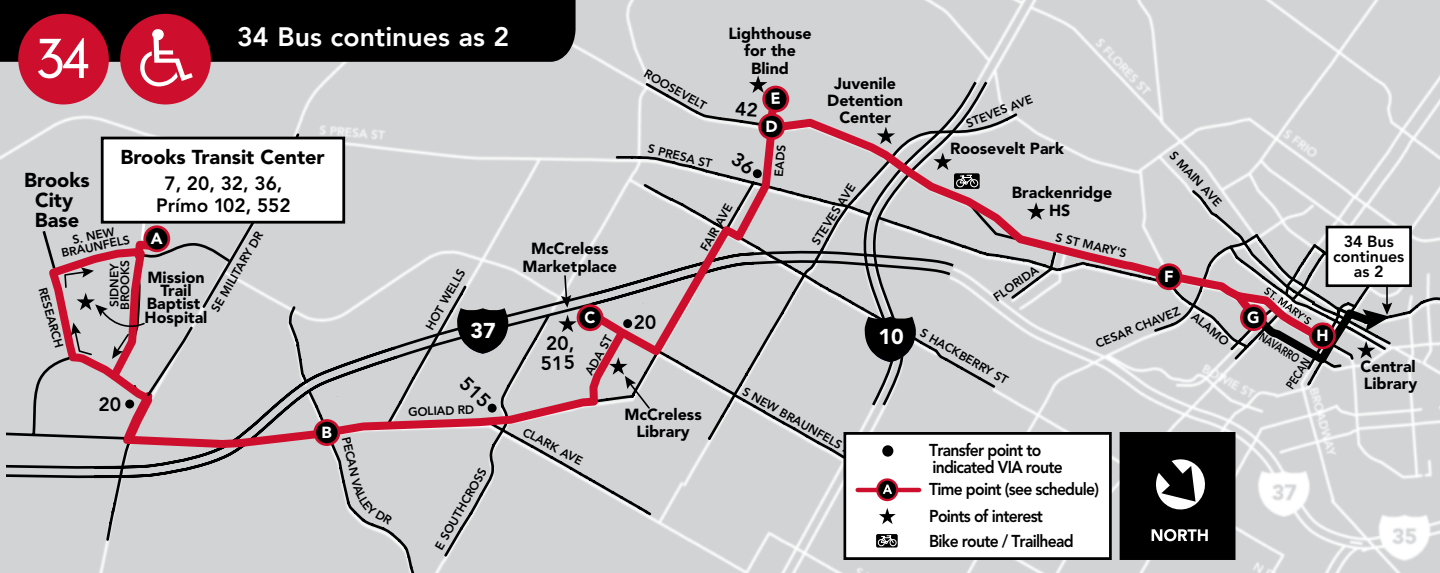 34
34 Bus continues as 2
Brooks Transit Center
7, 20, 32, 36,
Prímo 102, 552
Brooks
City
Base
S. NEW
BRAUNFELS
A
SIDNEY
BROOKS
RESEARCH
Mission
Trail
Baptist
Hospital
SE MILITARY DR
20
S PRESA ST
B
PECAN VALLEY DR
HOT WELLS
GOLIAD RD
515
E SOUTHCROSS
CLARK AVE
37
McCreless
Marketplace
C
20,
515
20
ADA ST
McCreless
Library
S NEW BRAUNFELS
FAIR AVE
Lighthouse
for the
Blind
E
D
42
ROOSEVELT
S PRESA ST
36
EADS
Juvenile
Detention
Center
STEVES AVE
STEVES AVE
Roosevelt Park
Brackenridge
HS
10
S HACKBERRY ST
S ST MARY'S
FLORIDA
F
S FLORES ST
S FRIO
S MAIN AVE
CESAR CHAVEZ
ALAMO
ST. MARY'S
G
NAVARRO
H
PECAN
34 Bus
continues
as 2
Central
Library
BOWIE ST
BROADWAY
37
35
N S
Transfer point to
indicated VIA route
A
Time point (see schedule)
Points of interest
Bike route / Trailhead
NORTH